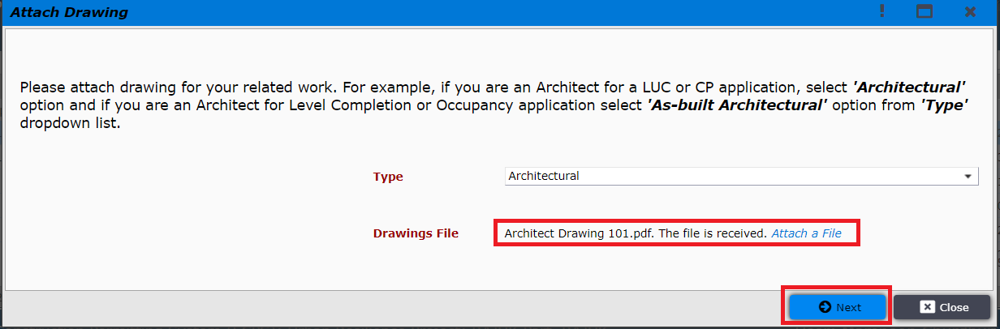 Attach Drawing
Please attach drawing for your related work. For example, if you are an Architect for a LUC or CP application, select 'Architectural'
option and if you are an Architect for Level Completion or Occupancy application select 'As-built Architectural' option from 'Type'
dropdown list.
Type
Architectural
Drawings File
Architect Drawing 101.pdf. The file is received. Attach a File
Next
Close